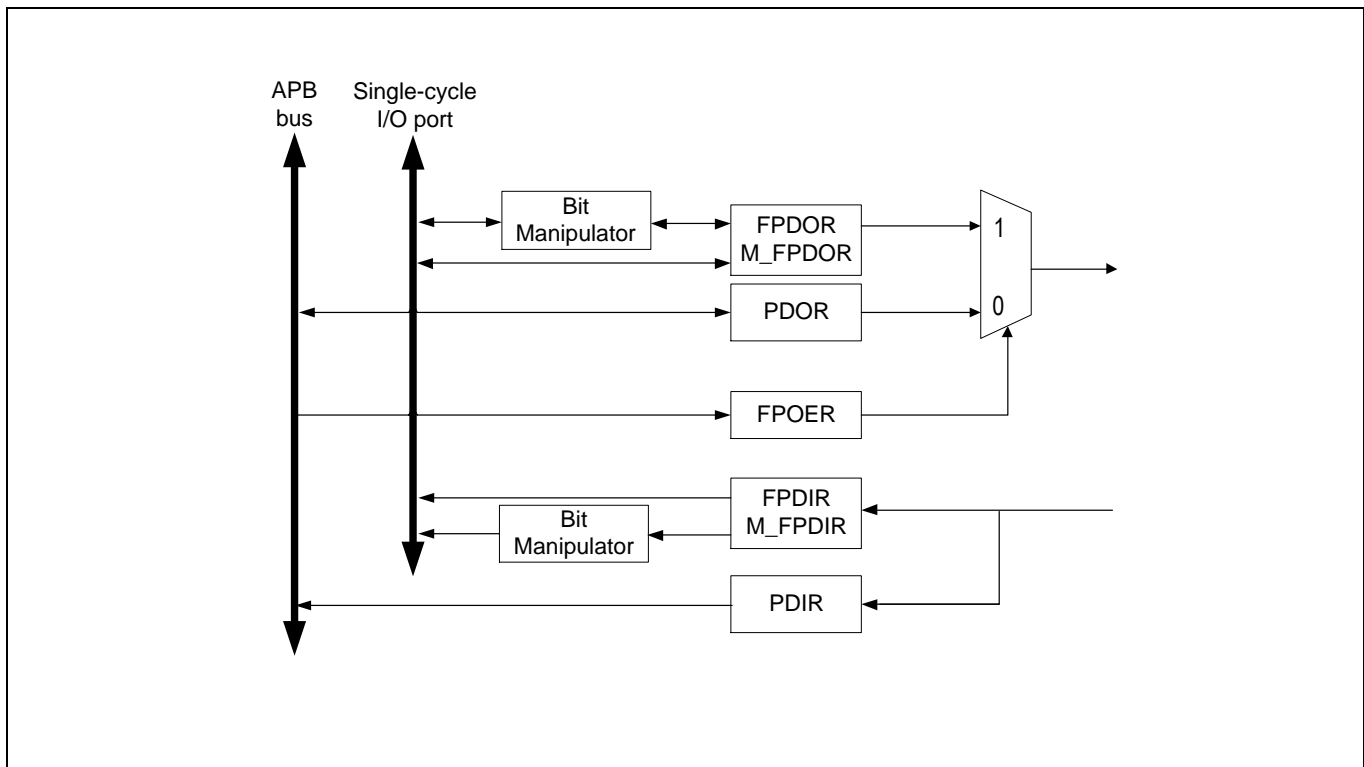 APB
bus
Single-cycle
I/O port
Bit
Manipulator
FPDOR
M_FPDOR
1
PDOR
0
FPOER
FPDIR
M_FPDIR
Bit
Manipulator
PDIR